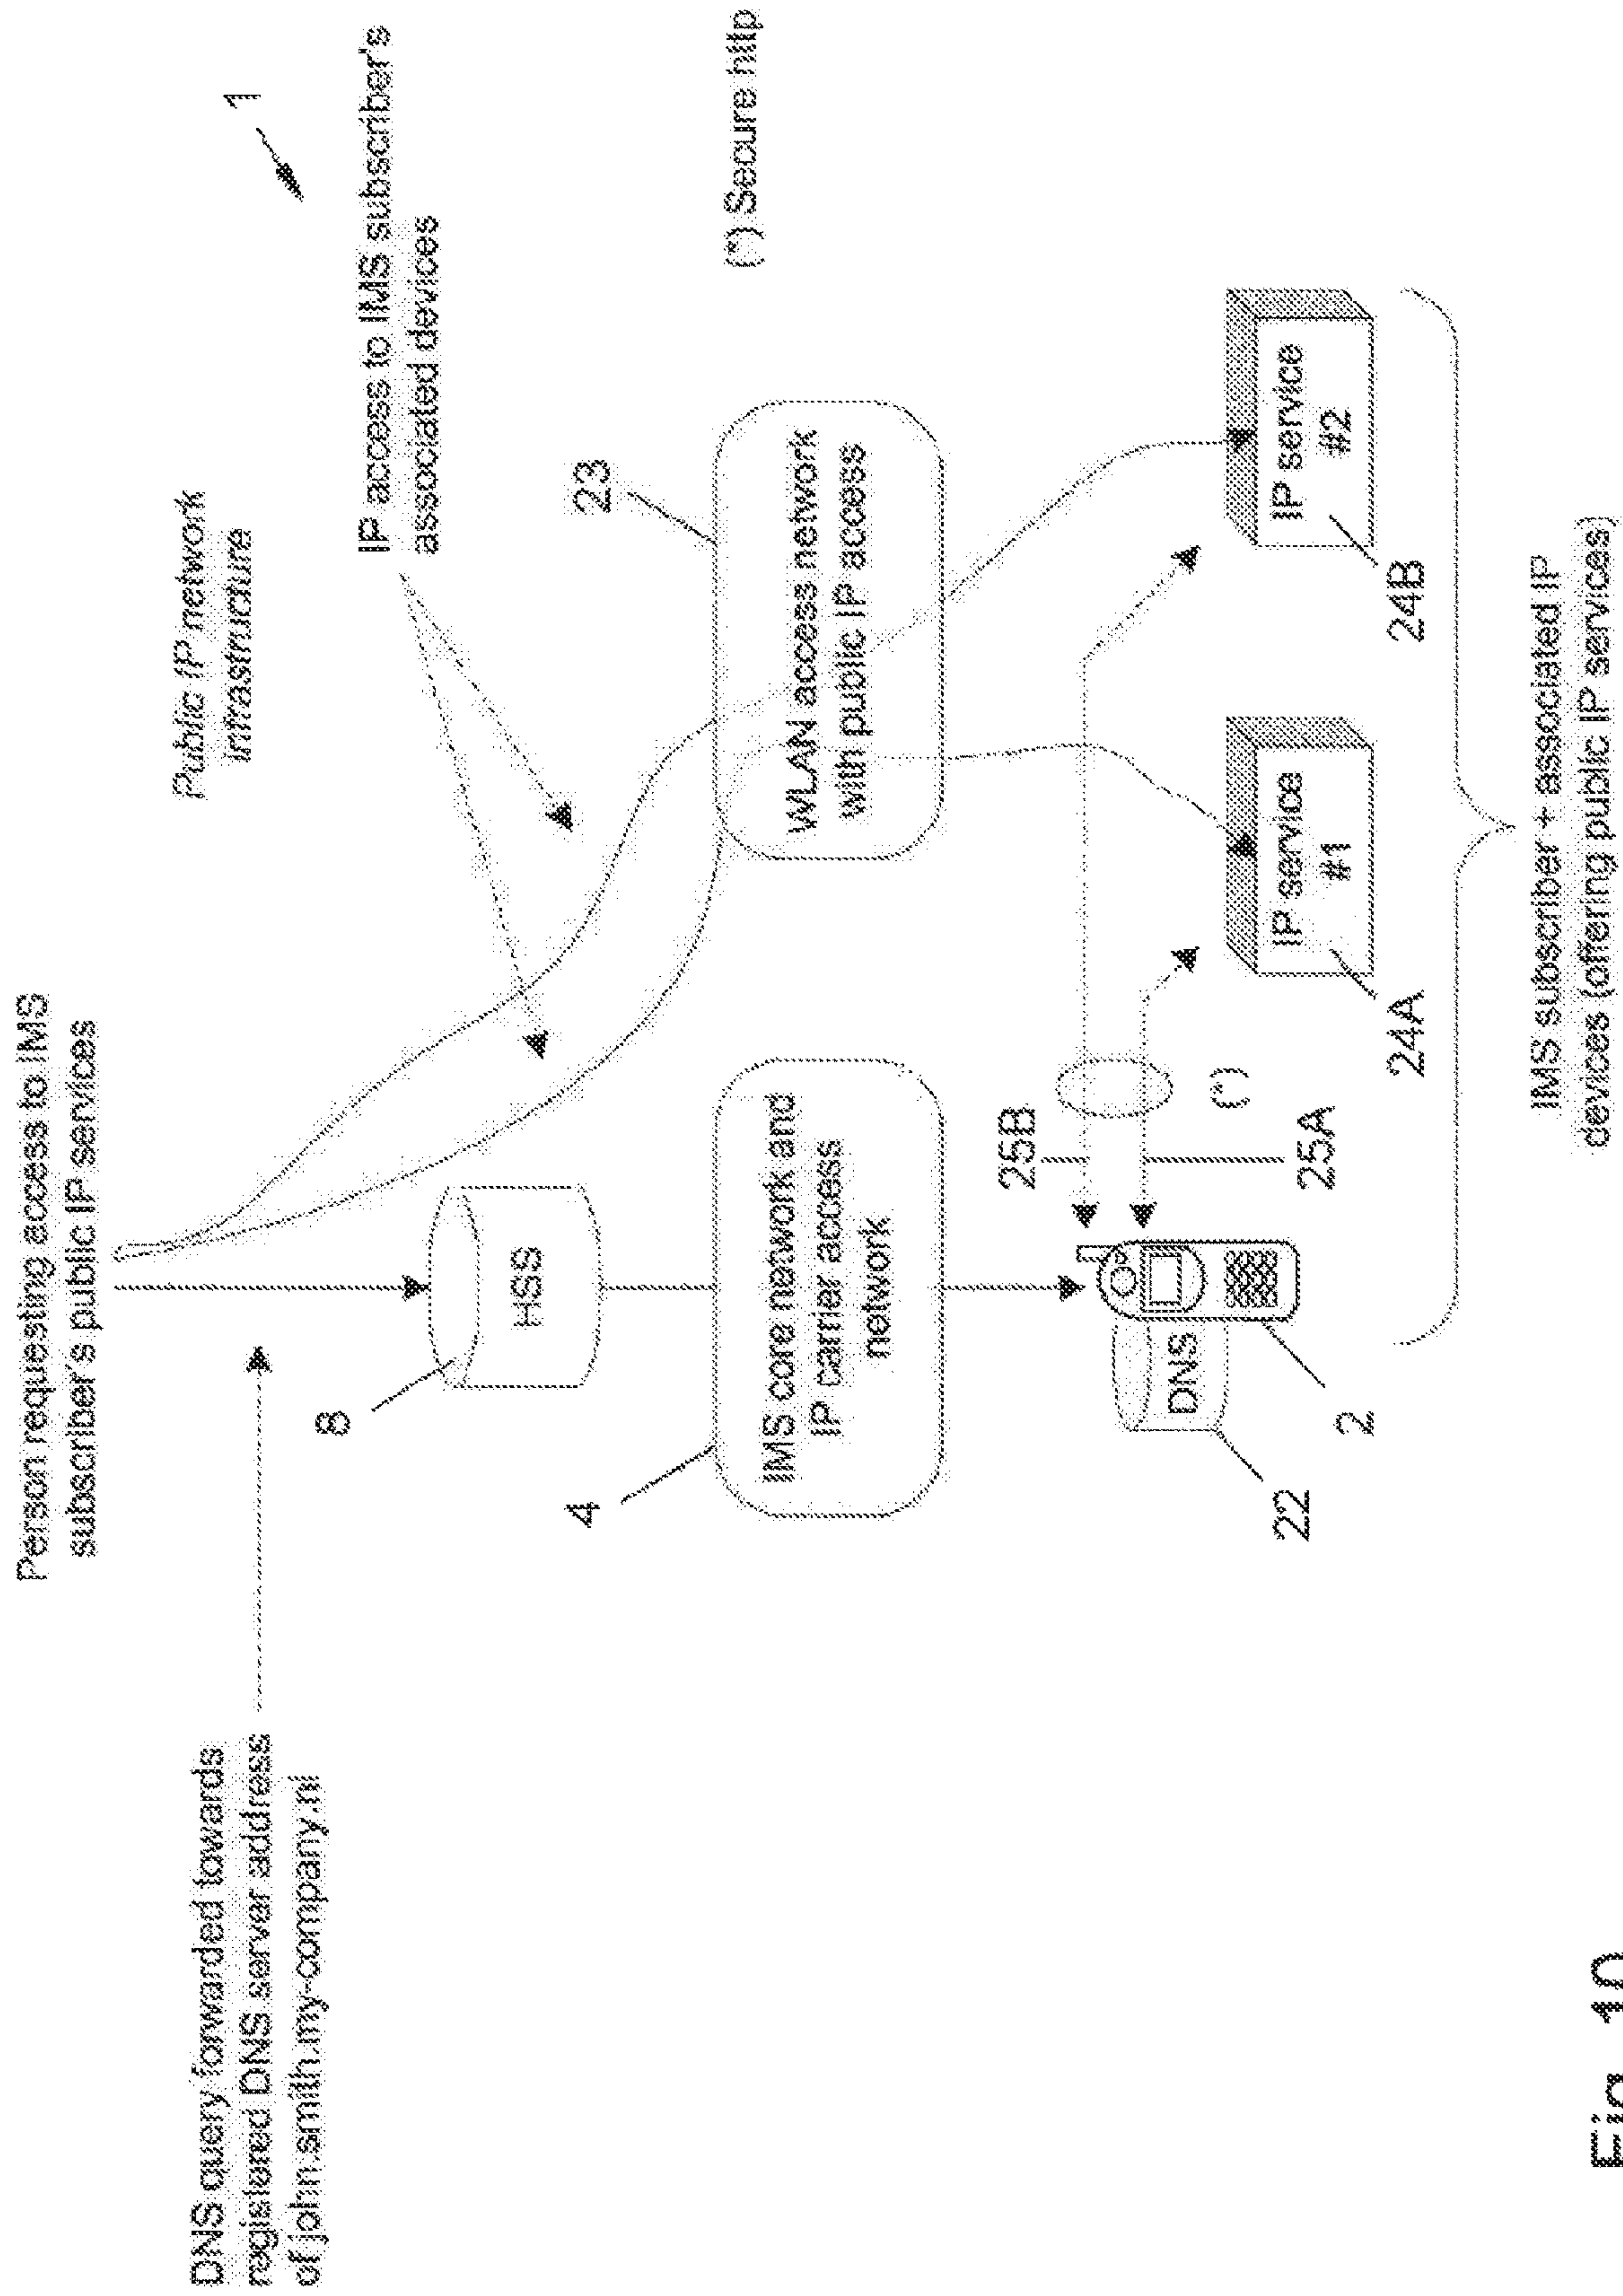 Person requesting access to IMS
subscriber's public IP services
DNS query forwarded towards
registered DNS server address
of john.smith.my-company.nl
Public IP network
infrastructure
1
IP access to IMS subscriber's
associated devices
8
HSS
4
IMS core network and
IP carrier access
network
23
WLAN access network
with public IP access
(*) Secure http
25B
25A
(*)
DNS
22
2
IP service
#1
24A
IP service
#2
24B
IMS subscriber + associated IP
devices (offering public IP services)
Fig. 10